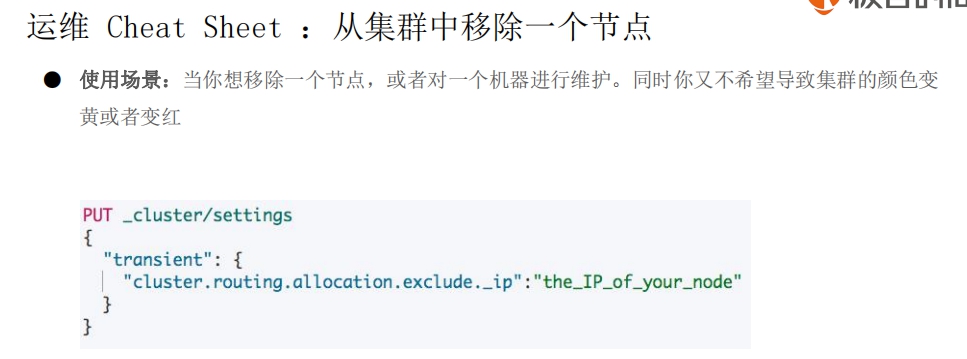 运维 Cheat Sheet ：从集群中移除一个节点
● 使用场景：当你想移除一个节点，或者对一个机器进行维护。同时你又不希望导致集群的颜色变
黄或者变红
PUT _cluster/settings
{
"transient": {
"cluster.routing.allocation.exclude._ip":"the_IP_of_your_node"
}
}